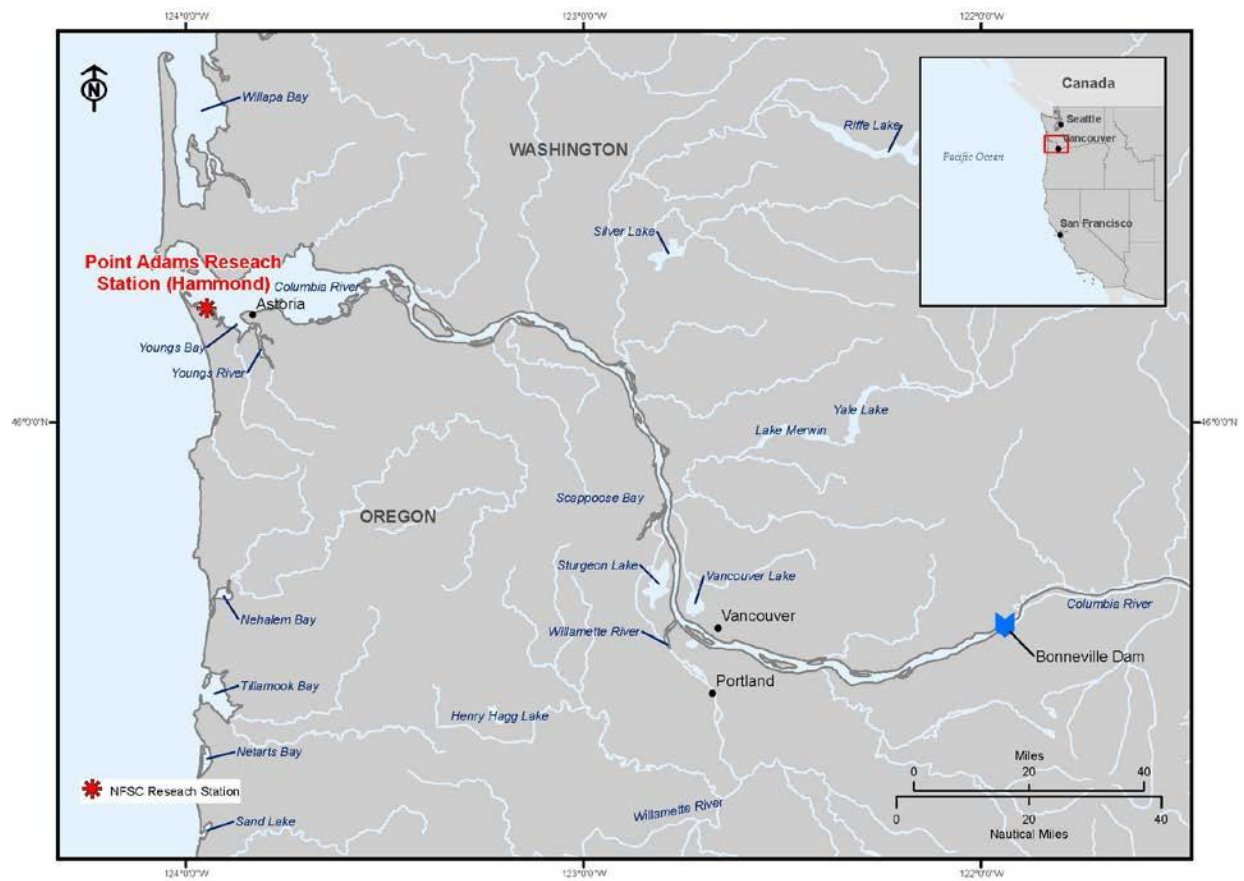 124°0'0"W
123°0'0"W
122°0'0"W
N
Willapa Bay
WASHINGTON
Riffe Lake
Canada
Seattle
Vancouver
Pacific Ocean
San Francisco
Silver Lake
Point Adams Reseach
Station (Hammond)
Columbia River
Astoria
Youngs Bay
Youngs River
46°0'0"N
46°0'0"N
Yale Lake
Lake Merwin
Scappoose Bay
OREGON
Sturgeon Lake
Vancouver Lake
Columbia River
Nehalem Bay
Vancouver
Willamette River
Bonneville Dam
Portland
Tillamook Bay
Henry Hagg Lake
Netarts Bay
Miles
0 20 40
NFSC Reseach Station
Willamette River
0 20 40
Nautical Miles
Sand Lake
124°0'0"W
123°0'0"W
122°0'0"W